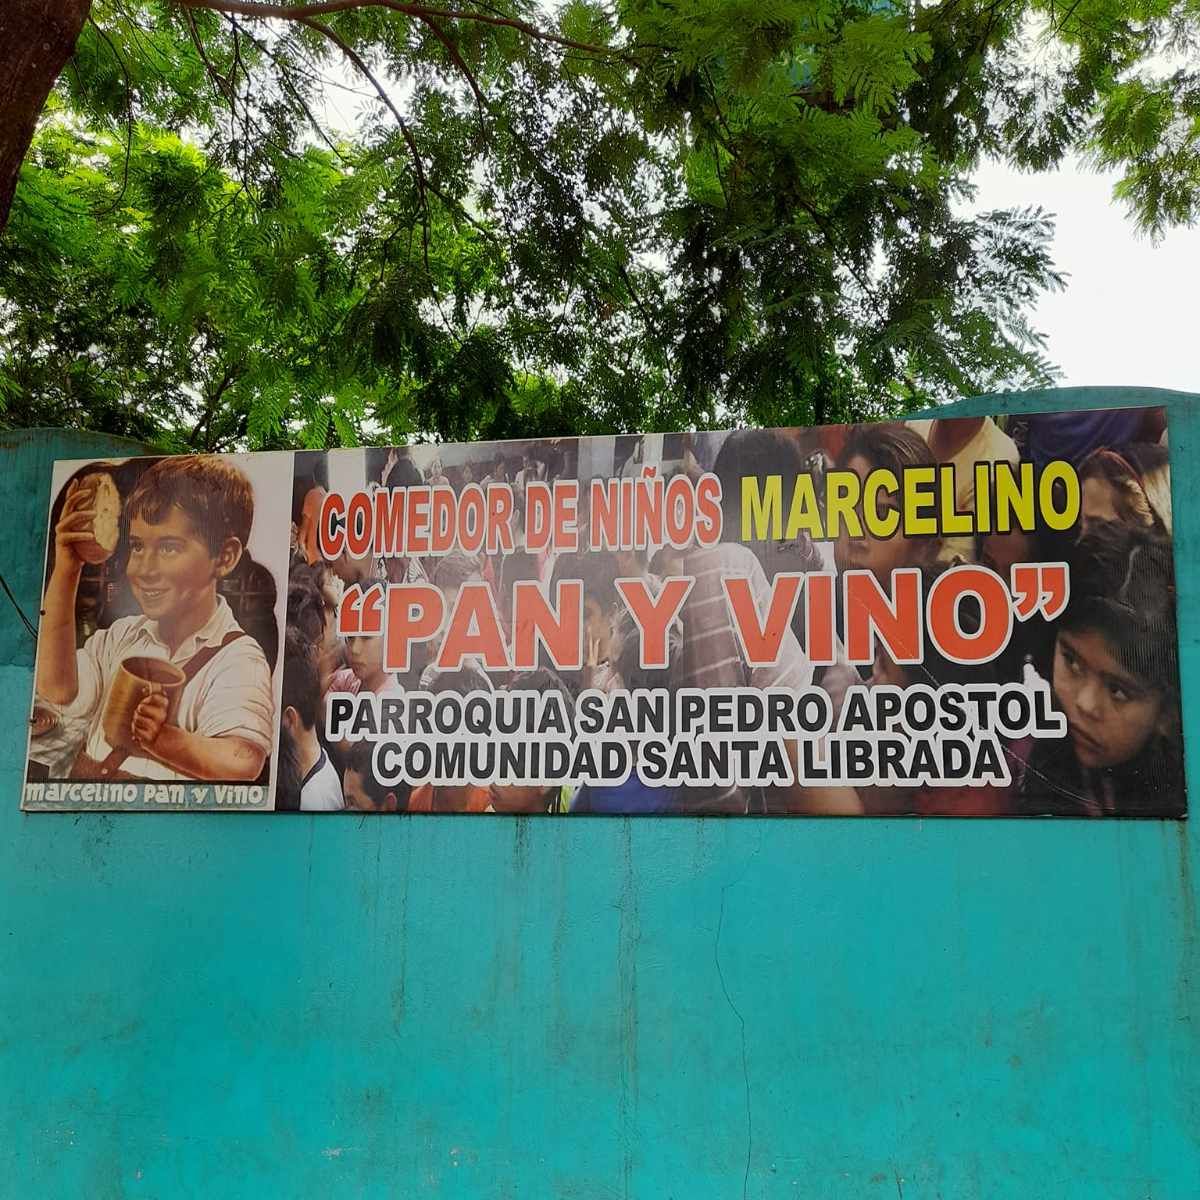 COMEDOR DE NIÑOS MARCELINO
"PAN Y VINO"
PARROQUIA SAN PEDRO APOSTOL
COMUNIDAD SANTA LIBRADA
marcelino pan y vino